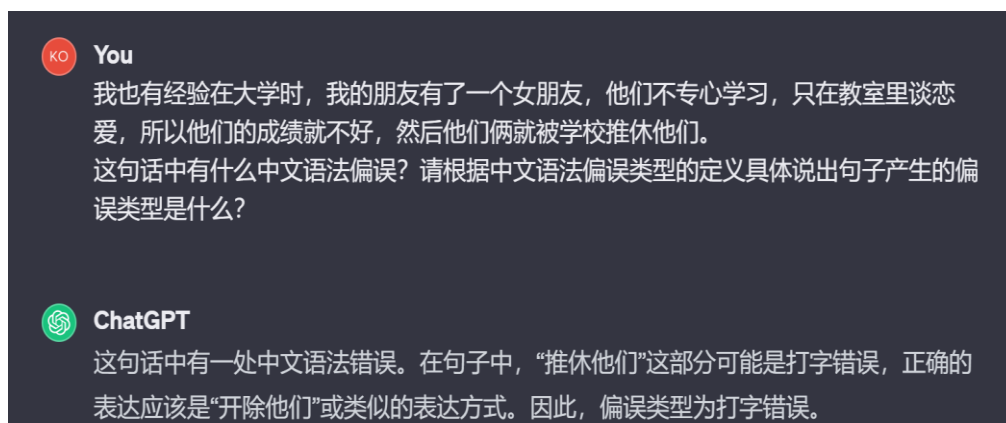 KO
You
我也有经验在大学时，我的朋友有了一个女朋友，他们不专心学习，只在教室里谈恋
爱，所以他们的成绩就不好，然后他们俩就被学校推休他们。
这句话中有什么中文语法偏误？请根据中文语法偏误类型的定义具体说出句子产生的偏
误类型是什么？
ChatGPT
这句话中有一处中文语法错误。在句子中，“推休他们”这部分可能是打字错误，正确的
表达应该是“开除他们”或类似的表达方式。因此，偏误类型为打字错误。